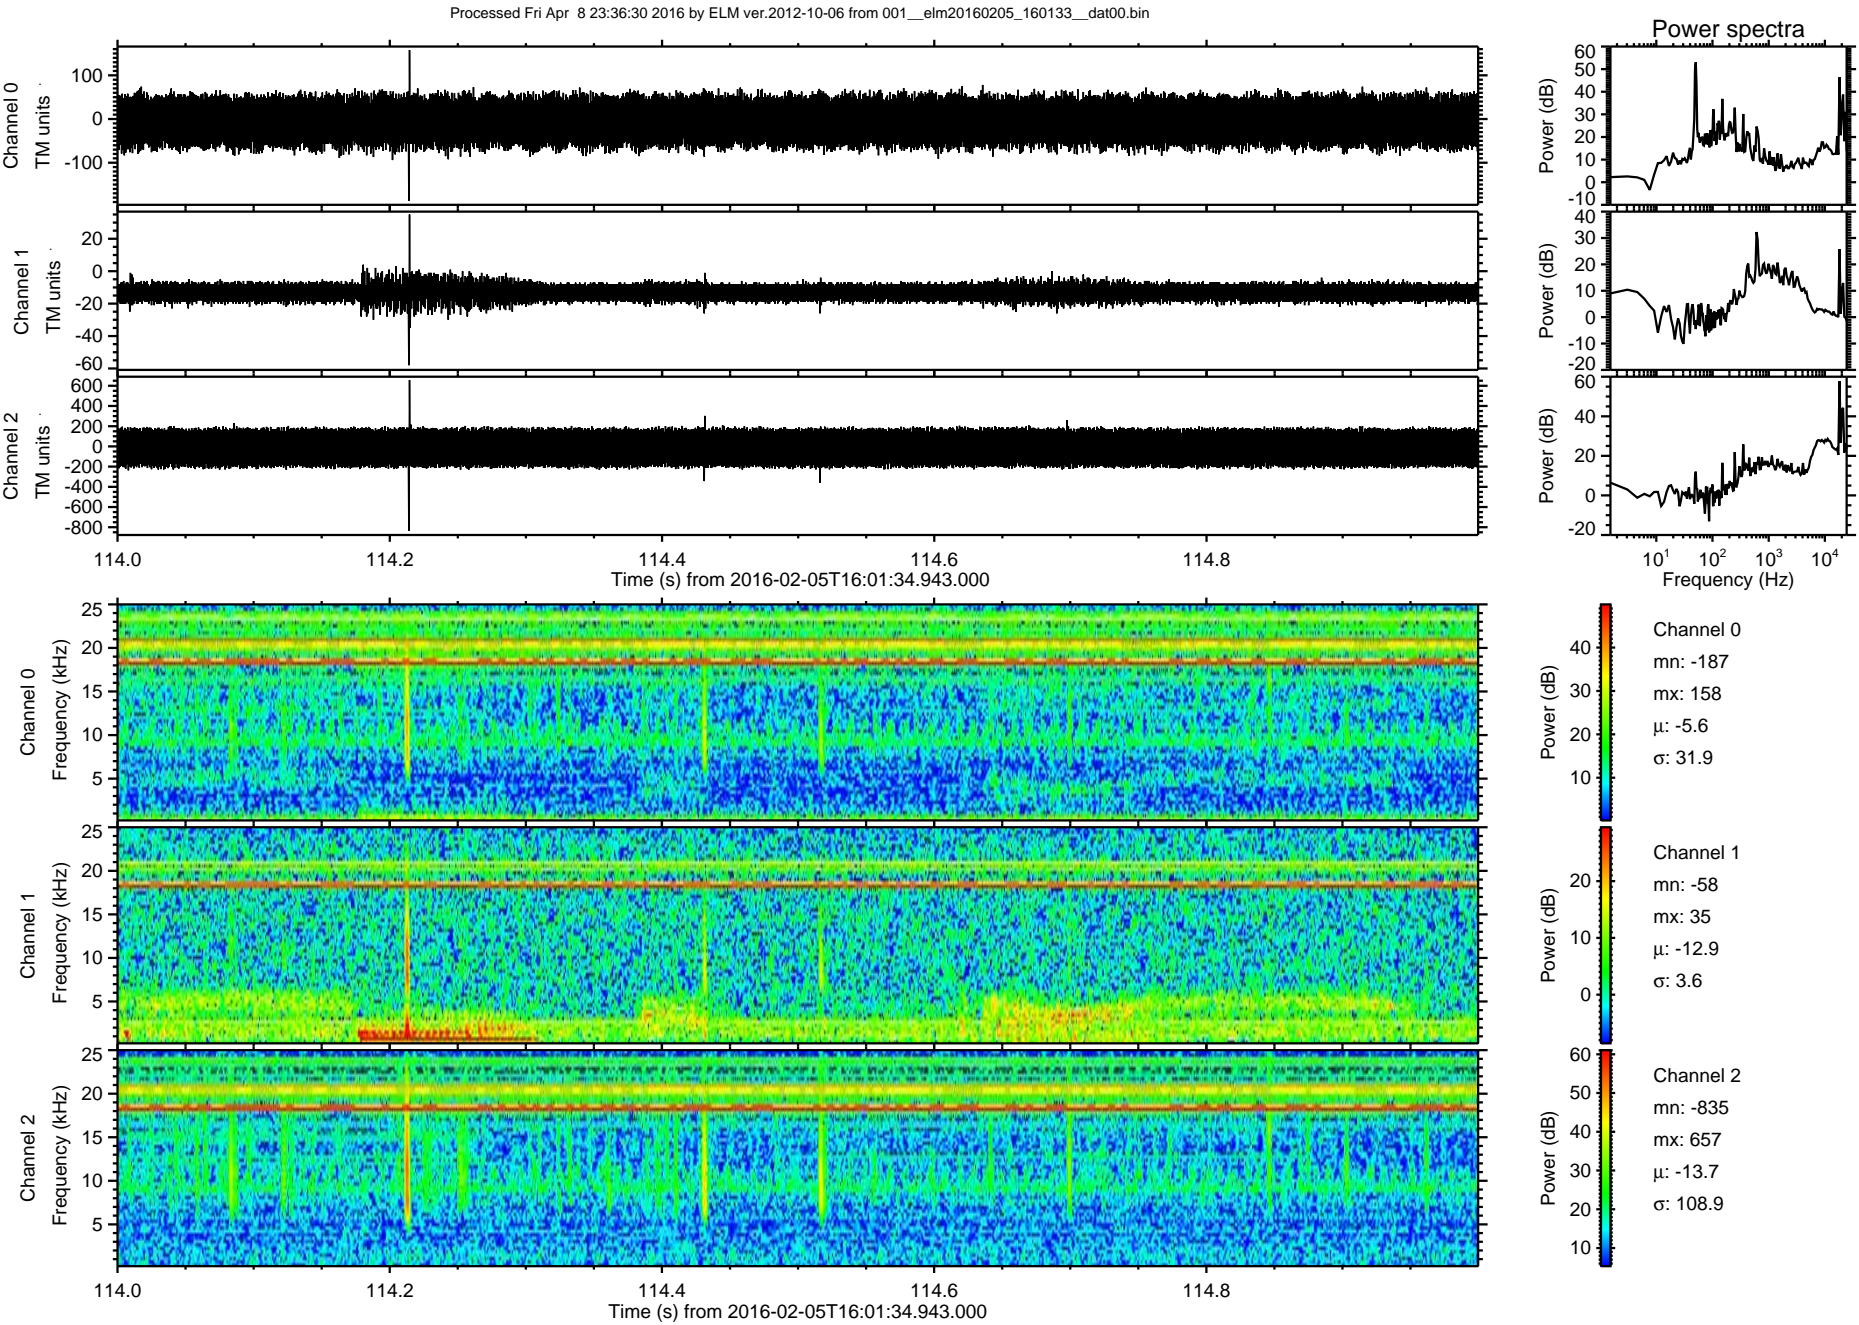 Processed Fri Apr  8 23:36:30 2016 by ELM ver.2012-10-06 from 001__elm20160205_160133__dat00.bin
Power spectra
Channel 0
TM units
100
0
-100
Power (dB)
60
50
40
30
20
10
0
-10
Channel 1
TM units
20
0
-20
-40
-60
Power (dB)
40
30
20
10
0
-10
-20
Channel 2
TM units
600
400
200
0
-200
-400
-600
-800
Power (dB)
60
40
20
0
-20
114.0 114.2 114.4 114.6 114.8
Time (s) from 2016-02-05T16:01:34.943.000
10^1 10^2 10^3 10^4
Frequency (Hz)
Channel 0
Frequency (kHz)
25
20
15
10
5
Power (dB)
40
30
20
10
Channel 0
mn: -187
mx: 158
μ: -5.6
σ: 31.9
Channel 1
Frequency (kHz)
25
20
15
10
5
Power (dB)
20
10
0
Channel 1
mn: -58
mx: 35
μ: -12.9
σ: 3.6
Channel 2
Frequency (kHz)
25
20
15
10
5
Power (dB)
60
50
40
30
20
10
Channel 2
mn: -835
mx: 657
μ: -13.7
σ: 108.9
114.0 114.2 114.4 114.6 114.8
Time (s) from 2016-02-05T16:01:34.943.000